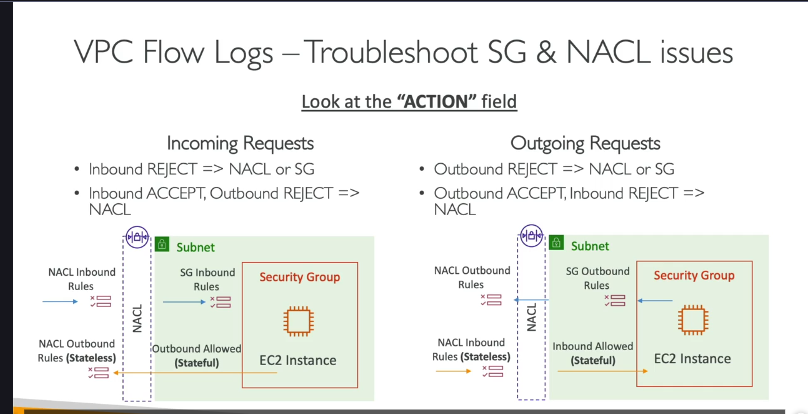 VPC Flow Logs – Troubleshoot SG & NACL issues
Look at the “ACTION” field
Incoming Requests
• Inbound REJECT => NACL or SG
• Inbound ACCEPT, Outbound REJECT =>
NACL
Subnet
NACL Inbound
Rules
SG Inbound
Rules
Security Group
NACL
NACL Outbound
Rules (Stateless)
Outbound Allowed
(Stateful)
EC2 Instance
Outgoing Requests
• Outbound REJECT => NACL or SG
• Outbound ACCEPT, Inbound REJECT =>
NACL
Subnet
NACL Outbound
Rules
SG Outbound
Rules
Security Group
NACL
NACL Inbound
Rules (Stateless)
Inbound Allowed
(Stateful)
EC2 Instance